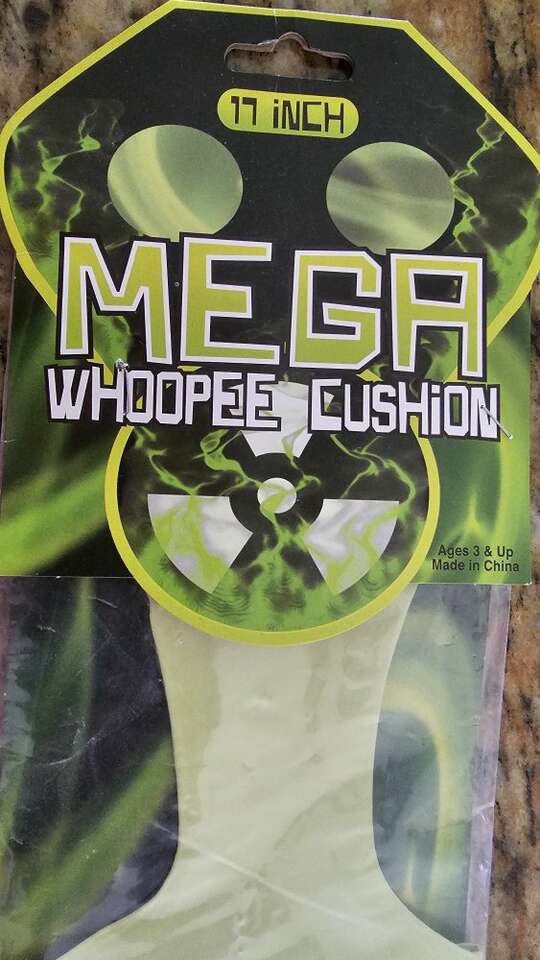 17 iNCH
MEGA
WHOOPEE CUSHiON
Ages 3 & Up
Made in China